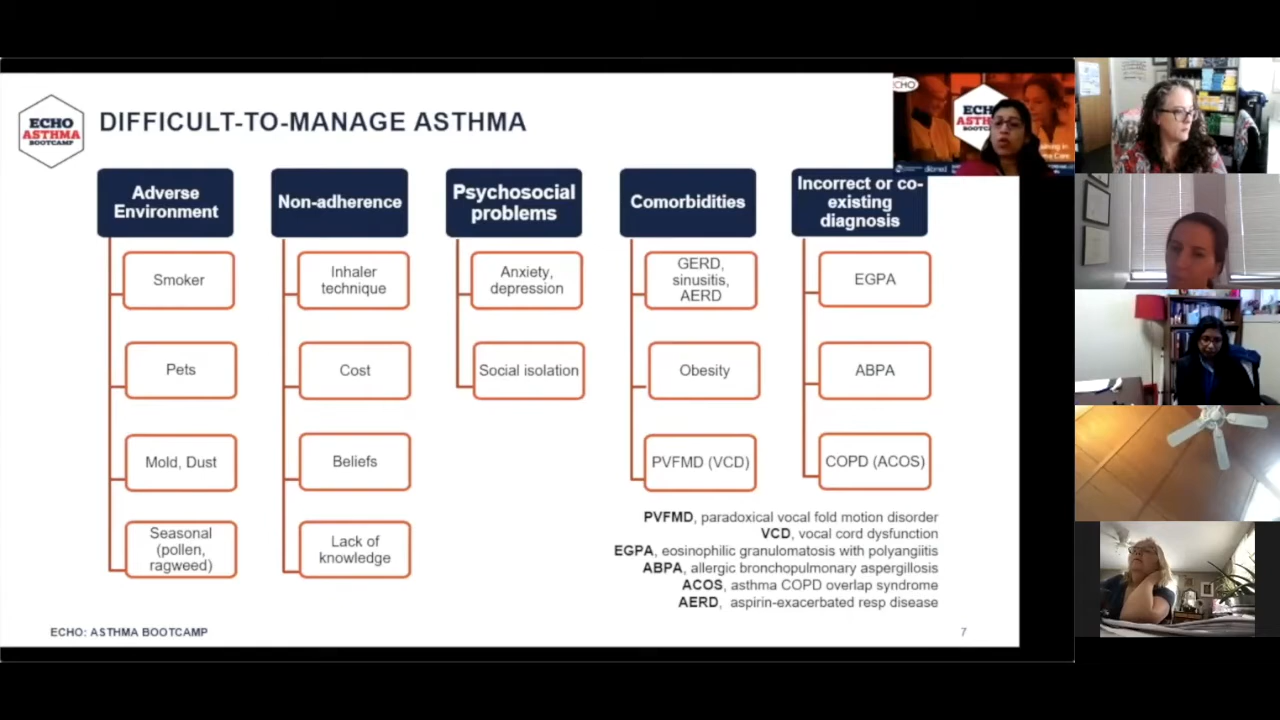 ECHO
ASTHMA
BOOTCAMP
DIFFICULT-TO-MANAGE ASTHMA
Adverse
Environment
Smoker
Pets
Mold, Dust
Seasonal
(pollen,
ragweed)
Non-adherence
Inhaler
technique
Cost
Beliefs
Lack of
knowledge
Psychosocial
problems
Anxiety,
depression
Social isolation
Comorbidities
GERD,
sinusitis,
AERD
Obesity
PVFMD (VCD)
Incorrect or co-
existing
diagnosis
EGPA
ABPA
COPD (ACOS)
PVFMD, paradoxical vocal fold motion disorder
VCD, vocal cord dysfunction
EGPA, eosinophilic granulomatosis with polyangiitis
ABPA, allergic bronchopulmonary aspergillosis
ACOS, asthma COPD overlap syndrome
AERD, aspirin-exacerbated resp disease
ECHO: ASTHMA BOOTCAMP
7